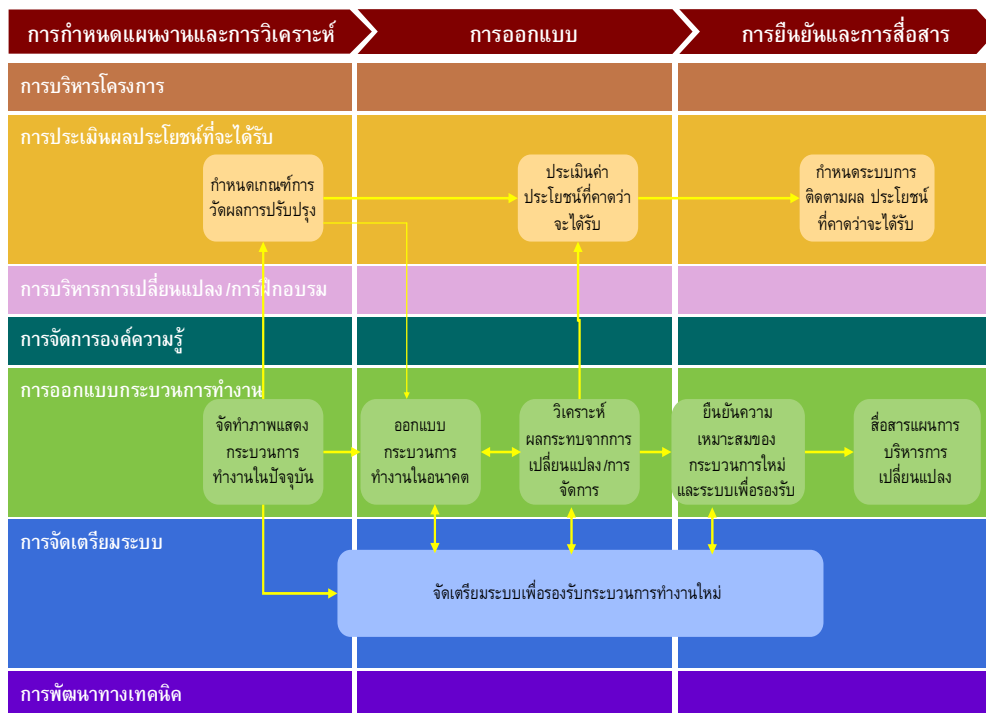 การกำหนดแผนงานและการวิเคราะห์
การออกแบบ
การยืนยันและการสื่อสาร
การบริหารโครงการ
การประเมินผลประโยชน์ที่จะได้รับ
กำหนดเกณฑ์การ
วัดผลการปรับปรุง
ประเมินค่า
ประโยชน์ที่คาดว่า
จะได้รับ
กำหนดระบบการ
ติดตามผล ประโยชน์
ที่คาดว่าจะได้รับ
การบริหารการเปลี่ยนแปลง/การฝึกอบรม
การจัดการองค์ความรู้
การออกแบบกระบวนการทำงาน
จัดทำภาพแสดง
กระบวนการ
ทำงานในปัจจุบัน
ออกแบบ
กระบวนการ
ทำงานในอนาคต
วิเคราะห์
ผลกระทบจากการ
เปลี่ยนแปลง/การ
จัดการ
ยืนยันความ
เหมาะสมของ
กระบวนการใหม่
และระบบเพื่อรองรับ
สื่อสารแผนการ
บริหารการ
เปลี่ยนแปลง
การจัดเตรียมระบบ
จัดเตรียมระบบเพื่อรองรับกระบวนการทำงานใหม่
การพัฒนาทางเทคนิค